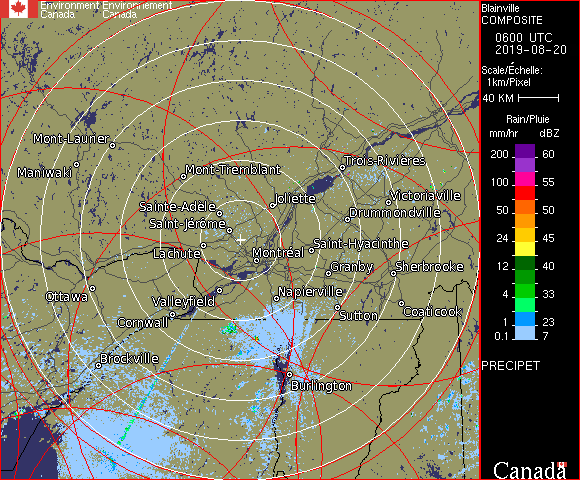 Environment Environnement
Canada Canada
Blainville
COMPOSITE
0600 UTC
2019-08-20
Scale/Échelle:
1km/Pixel
40 KM
Rain/Pluie
mm/hr dBZ
200 60
100 55
50 50
24 45
12 40
4 33
1 23
0.1 7
PRECIPET
Canada
Mont-Laurier
Maniwaki
Mont-Tremblant
Trois-Rivières
Sainte-Adèle
Joliette
Victoriaville
Saint-Jérôme
Drummondville
Lachute
Montréal
Saint-Hyacinthe
Granby
Sherbrooke
Ottawa
Valleyfield
Napierville
Cornwall
Sutton
Coaticook
Brockville
Burlington